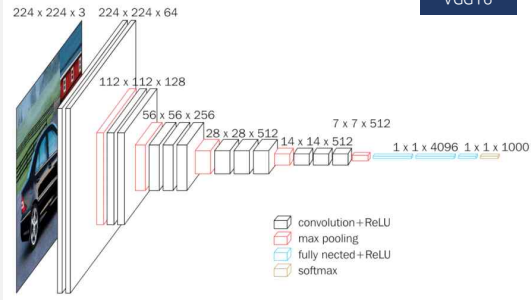 VGG16
224 x 224 x 3
224 x 224 x 64
112 x 112 x 128
56 x 56 x 256
28 x 28 x 512
14 x 14 x 512
7 x 7 x 512
1 x 1 x 4096
1 x 1 x 1000
convolution+ReLU
max pooling
fully nected+ReLU
softmax